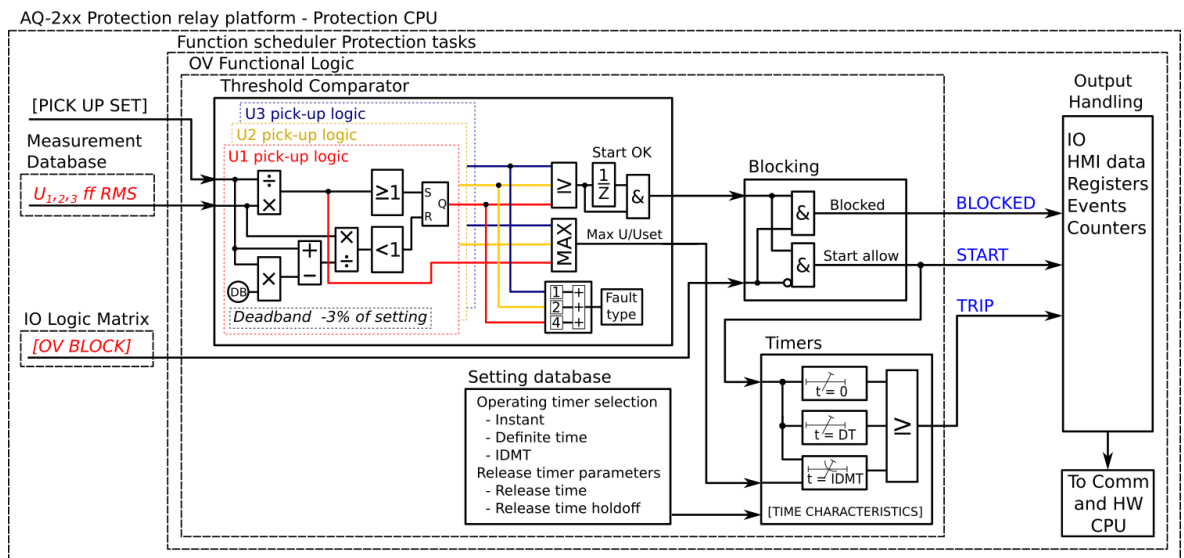 AQ-2xx Protection relay platform - Protection CPU
Function scheduler Protection tasks
OV Functional Logic
Threshold Comparator
[PICK UP SET]
Measurement
Database
U1,2,3 ff RMS
IO Logic Matrix
[OV BLOCK]
U3 pick-up logic
U2 pick-up logic
U1 pick-up logic
÷
×
≥1
S
Q
R
×
÷
<1
+
−
×
DB
Deadband -3% of setting
≥
Start OK
1
Z
&
MAX
Max U/Uset
1 +
2 +
4 +
Fault
type
Blocking
&
Blocked
&
Start allow
BLOCKED
START
TRIP
Setting database
Operating timer selection
- Instant
- Definite time
- IDMT
Release timer parameters
- Release time
- Release time holdoff
Timers
t = 0
t = DT
t = IDMT
≥
[TIME CHARACTERISTICS]
Output
Handling
IO
HMI data
Registers
Events
Counters
To Comm
and HW
CPU